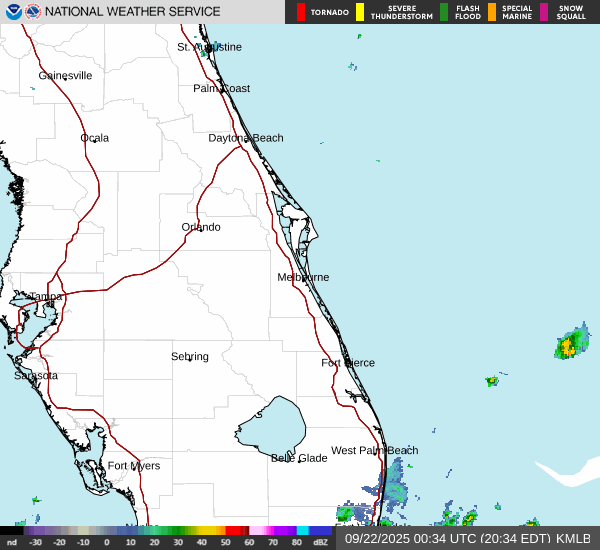 NATIONAL WEATHER SERVICE
TORNADO
SEVERE THUNDERSTORM
FLASH FLOOD
SPECIAL MARINE
SNOW SQUALL
St. Augustine
Gainesville
Palm Coast
Ocala
Daytona Beach
Orlando
Melbourne
Tampa
Sebring
Fort Pierce
Sarasota
West Palm Beach
Belle Glade
Fort Myers
nd -30 -20 -10 0 10 20 30 40 50 60 70 80 dBZ
09/22/2025 00:34 UTC (20:34 EDT) KMLB